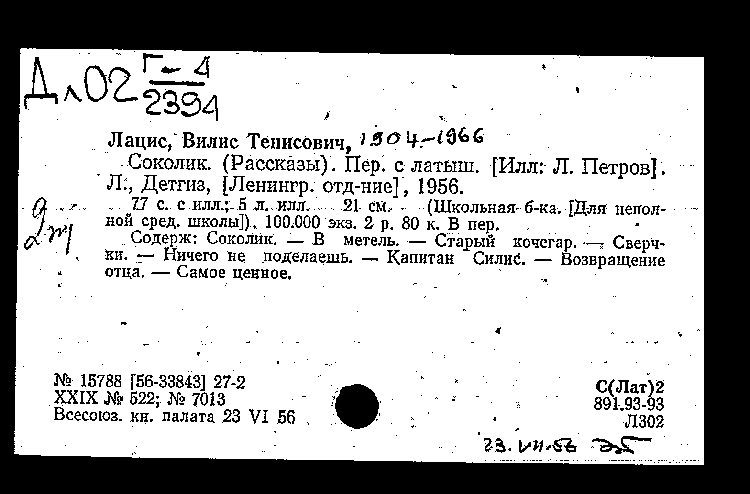 Г-4
Дл02 2394
Лацис, Вилис Тенисович, 1904-1966
Соколик. (Рассказы). Пер. с латыш. [Илл: Л. Петров].
Л., Детгиз, [Ленингр. отд-ние], 1956.
77 с. с илл.; 5 л. илл. 21 см. (Школьная б-ка. [Для непол-
ной сред. школы]). 100.000 экз. 2 р. 80 к. В пер.
Содерж: Соколик. — В метель. — Старый кочегар. — Сверч-
ки. — Ничего не поделаешь. — Капитан Силис. — Возвращение
отца. — Самое ценное.
№ 15788 [56-33843] 27-2
XXIX № 522; № 7013
Всесоюз. кн. палата 23 VI 56
С(Лат)2
891.93-93
Л302
23.VII.56